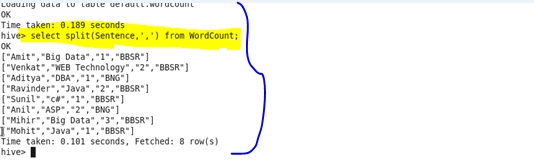 Loading data to table default.wordcount
OK
Time taken: 0.189 seconds
hive> select split(Sentence,',') from WordCount;
OK
["Amit","Big Data","1","BBSR"]
["Venkat","WEB Technology","2","BBSR"]
["Aditya","DBA","1","BNG"]
["Ravinder","Java","2","BBSR"]
["Sunil","c#","1","BBSR"]
["Anil","ASP","2","BNG"]
["Mihir","Big Data","3","BBSR"]
["Mohit","Java","1","BBSR"]
Time taken: 0.101 seconds, Fetched: 8 row(s)
hive>